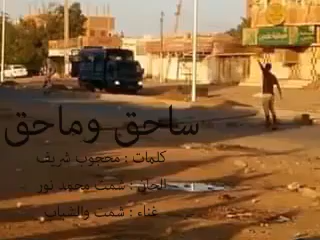 ساحق وماحق
كلمات : محجوب شريف
الحان : شمت محمد نور
غناء : شمت والشباب